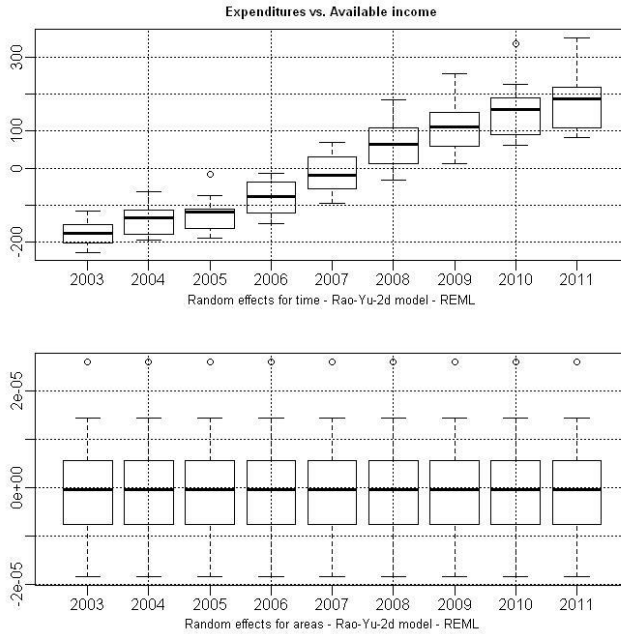 Expenditures vs. Available income
300
100
0
-200
2003 2004 2005 2006 2007 2008 2009 2010 2011
Random effects for time - Rao-Yu-2d model - REML
2e-05
0e+00
-2e-05
2003 2004 2005 2006 2007 2008 2009 2010 2011
Random effects for areas - Rao-Yu-2d model - REML